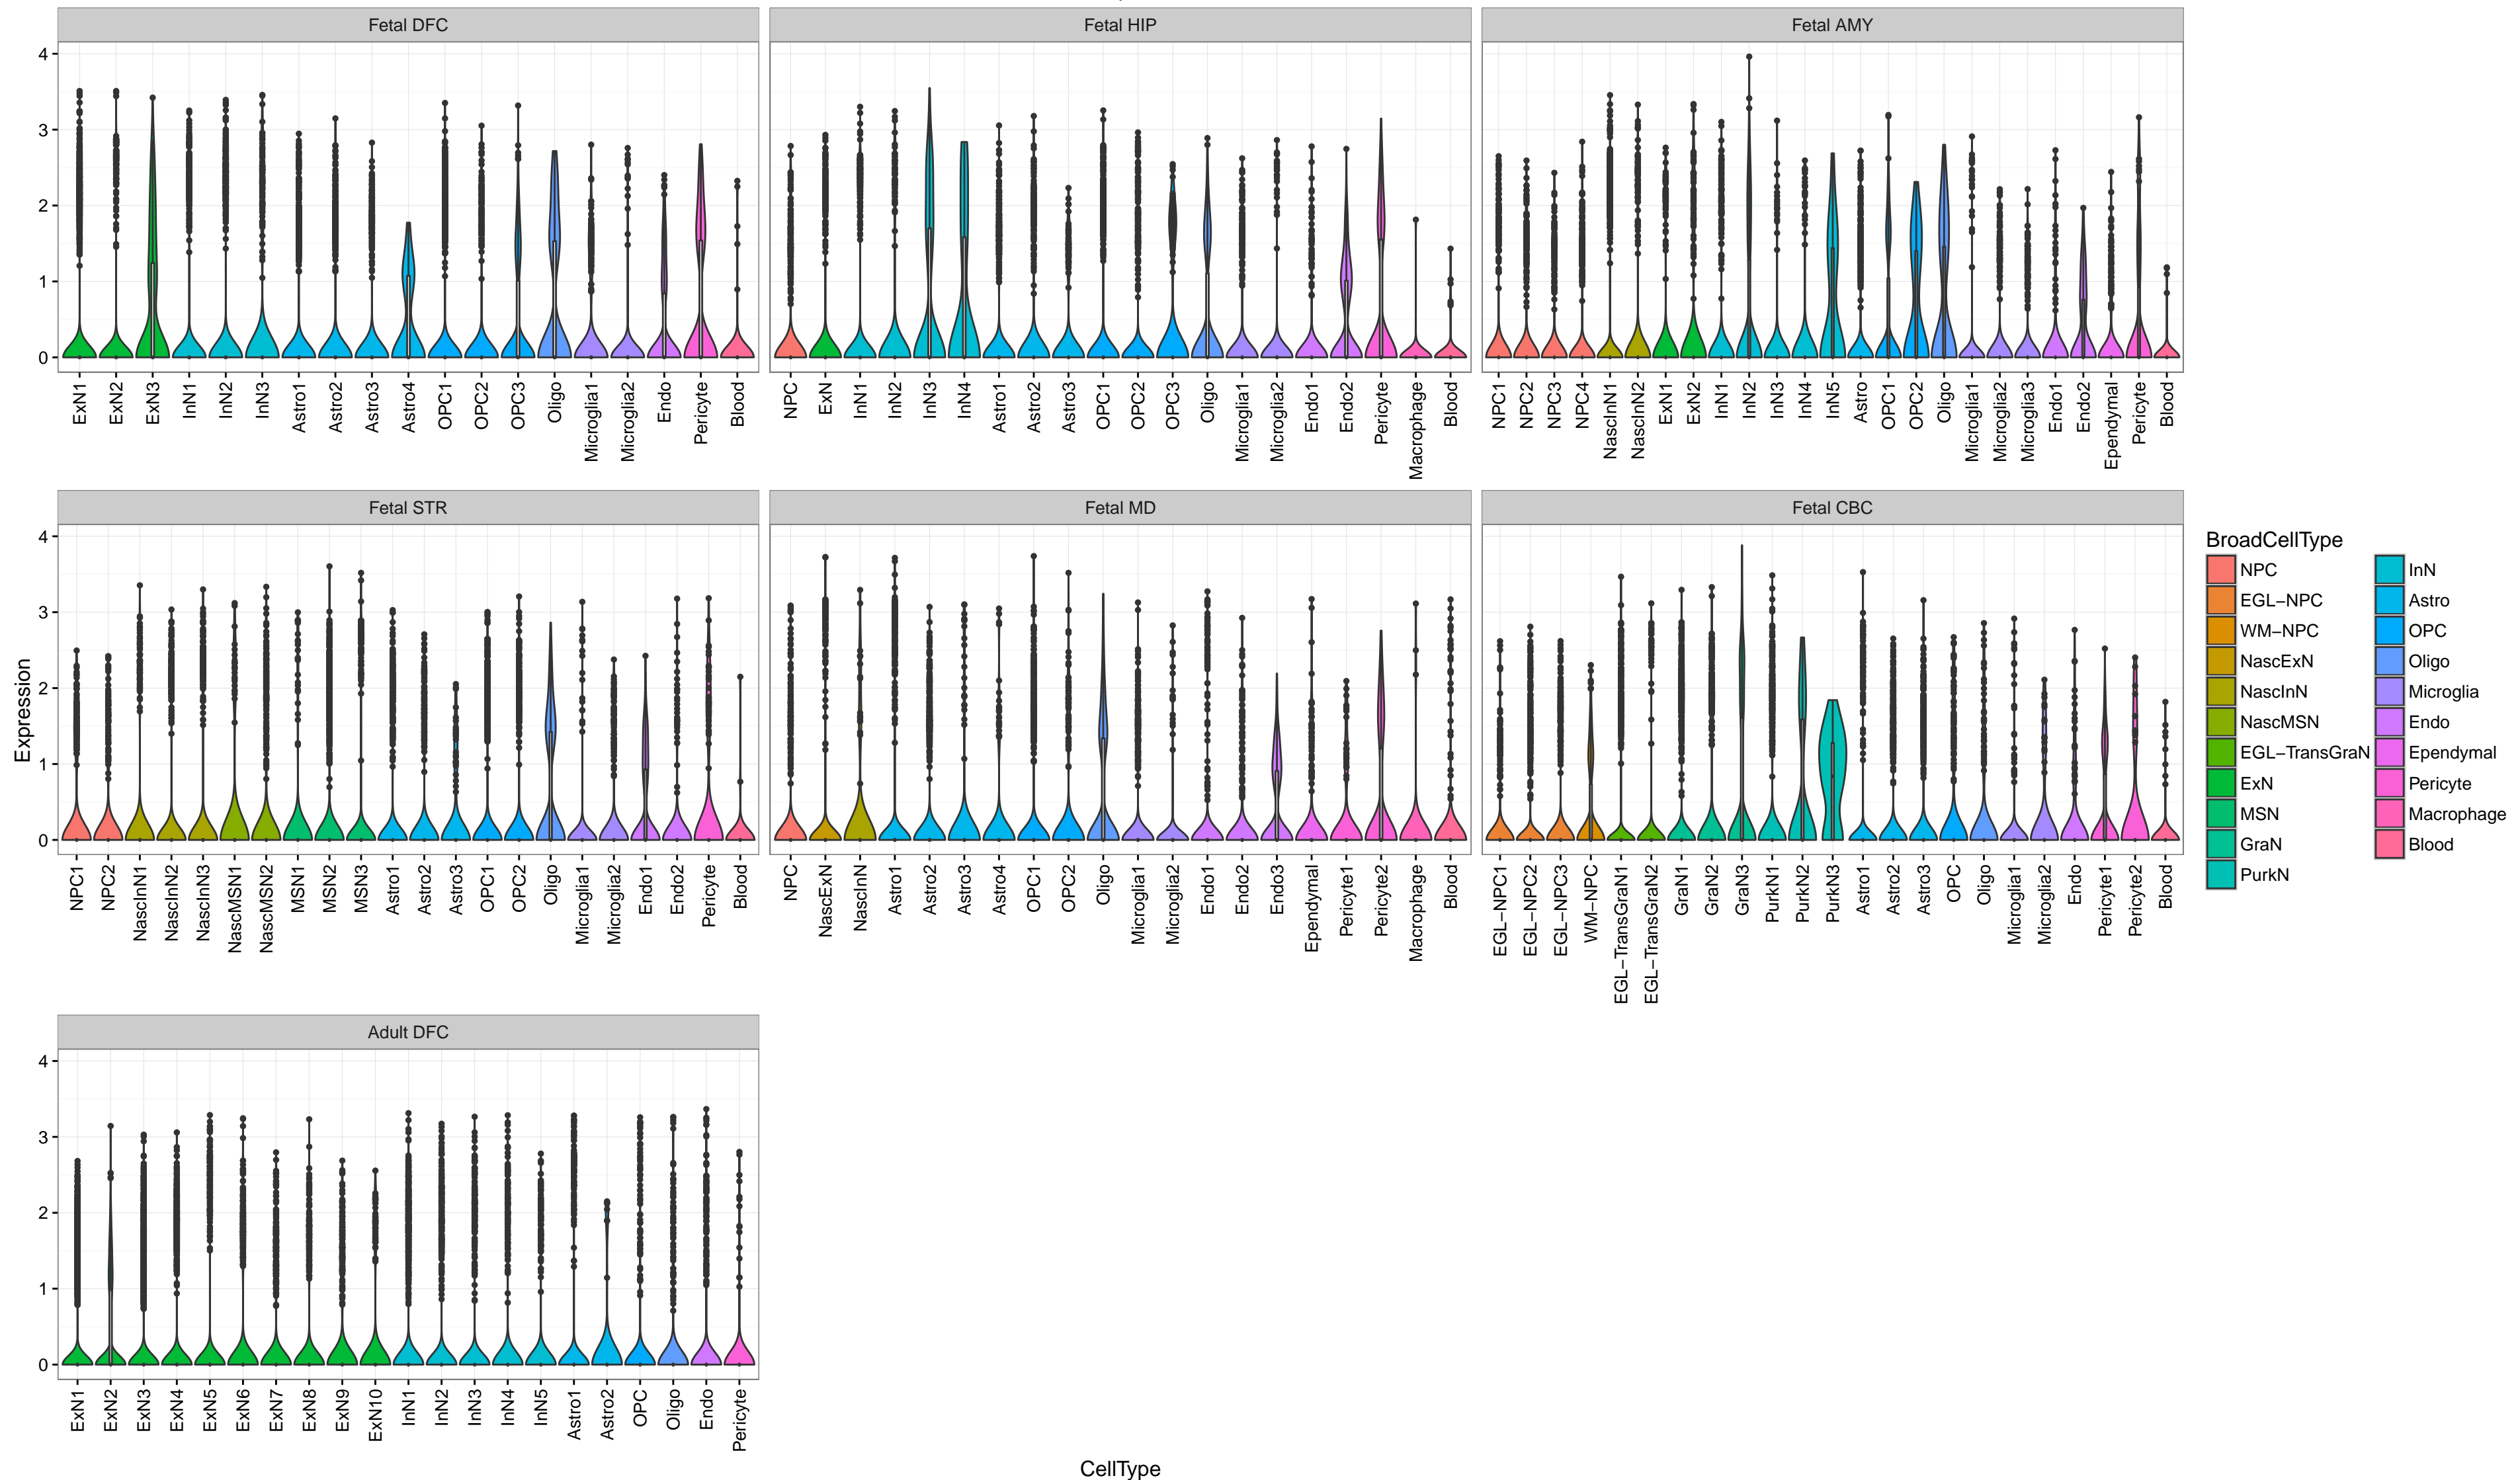 Fetal DFC Fetal HIP Fetal AMY
4
3
2
1
0
ExN1 ExN2 ExN3 InN1 InN2 InN3 Astro1 Astro2 Astro3 Astro4 OPC1 OPC2 OPC3 Oligo Microglia1 Microglia2 Endo Pericyte Blood
NPC ExN InN1 InN2 InN3 InN4 Astro1 Astro2 Astro3 OPC1 OPC2 OPC3 Oligo Microglia1 Microglia2 Endo1 Endo2 Pericyte Macrophage Blood
NPC1 NPC2 NPC3 NPC4 NascInN1 NascInN2 ExN1 ExN2 InN1 InN2 InN3 InN4 InN5 Astro OPC1 OPC2 Oligo Microglia1 Microglia2 Microglia3 Endo1 Endo2 Ependymal Pericyte Blood
Fetal STR Fetal MD Fetal CBC
4
3
2
1
0
NPC1 NPC2 NascInN1 NascInN2 NascInN3 NascMSN1 NascMSN2 MSN1 MSN2 MSN3 Astro1 Astro2 Astro3 OPC1 OPC2 Oligo Microglia1 Microglia2 Endo1 Endo2 Pericyte Blood
NPC NascExN NascInN Astro1 Astro2 Astro3 Astro4 OPC1 OPC2 Oligo Microglia1 Microglia2 Endo1 Endo2 Endo3 Ependymal Pericyte1 Pericyte2 Macrophage Blood
EGL−NPC1 EGL−NPC2 EGL−NPC3 WM−NPC EGL−TransGraN1 EGL−TransGraN2 GraN1 GraN2 GraN3 PurkN1 PurkN2 PurkN3 Astro1 Astro2 Astro3 OPC Oligo Microglia1 Microglia2 Endo Pericyte1 Pericyte2 Blood
Expression
Adult DFC
4
3
2
1
0
ExN1 ExN2 ExN3 ExN4 ExN5 ExN6 ExN7 ExN8 ExN9 ExN10 InN1 InN2 InN3 InN4 InN5 Astro1 Astro2 OPC Oligo Endo Pericyte
CellType
BroadCellType
NPC InN
EGL−NPC Astro
WM−NPC OPC
NascExN Oligo
NascInN Microglia
NascMSN Endo
EGL−TransGraN Ependymal
ExN Pericyte
MSN Macrophage
GraN Blood
PurkN